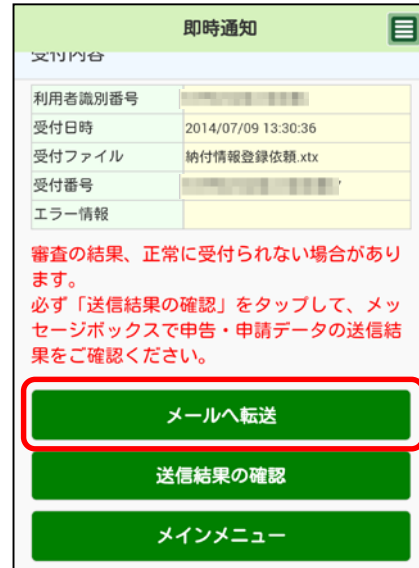 即時通知
受付内容
利用者識別番号
受付日時 2014/07/09 13:30:36
受付ファイル 納付情報登録依頼.xtx
受付番号
エラー情報
審査の結果、正常に受付られない場合があり
ます。
必ず「送信結果の確認」をタップして、メッ
セージボックスで申告・申請データの送信結
果をご確認ください。
メールへ転送
送信結果の確認
メインメニュー